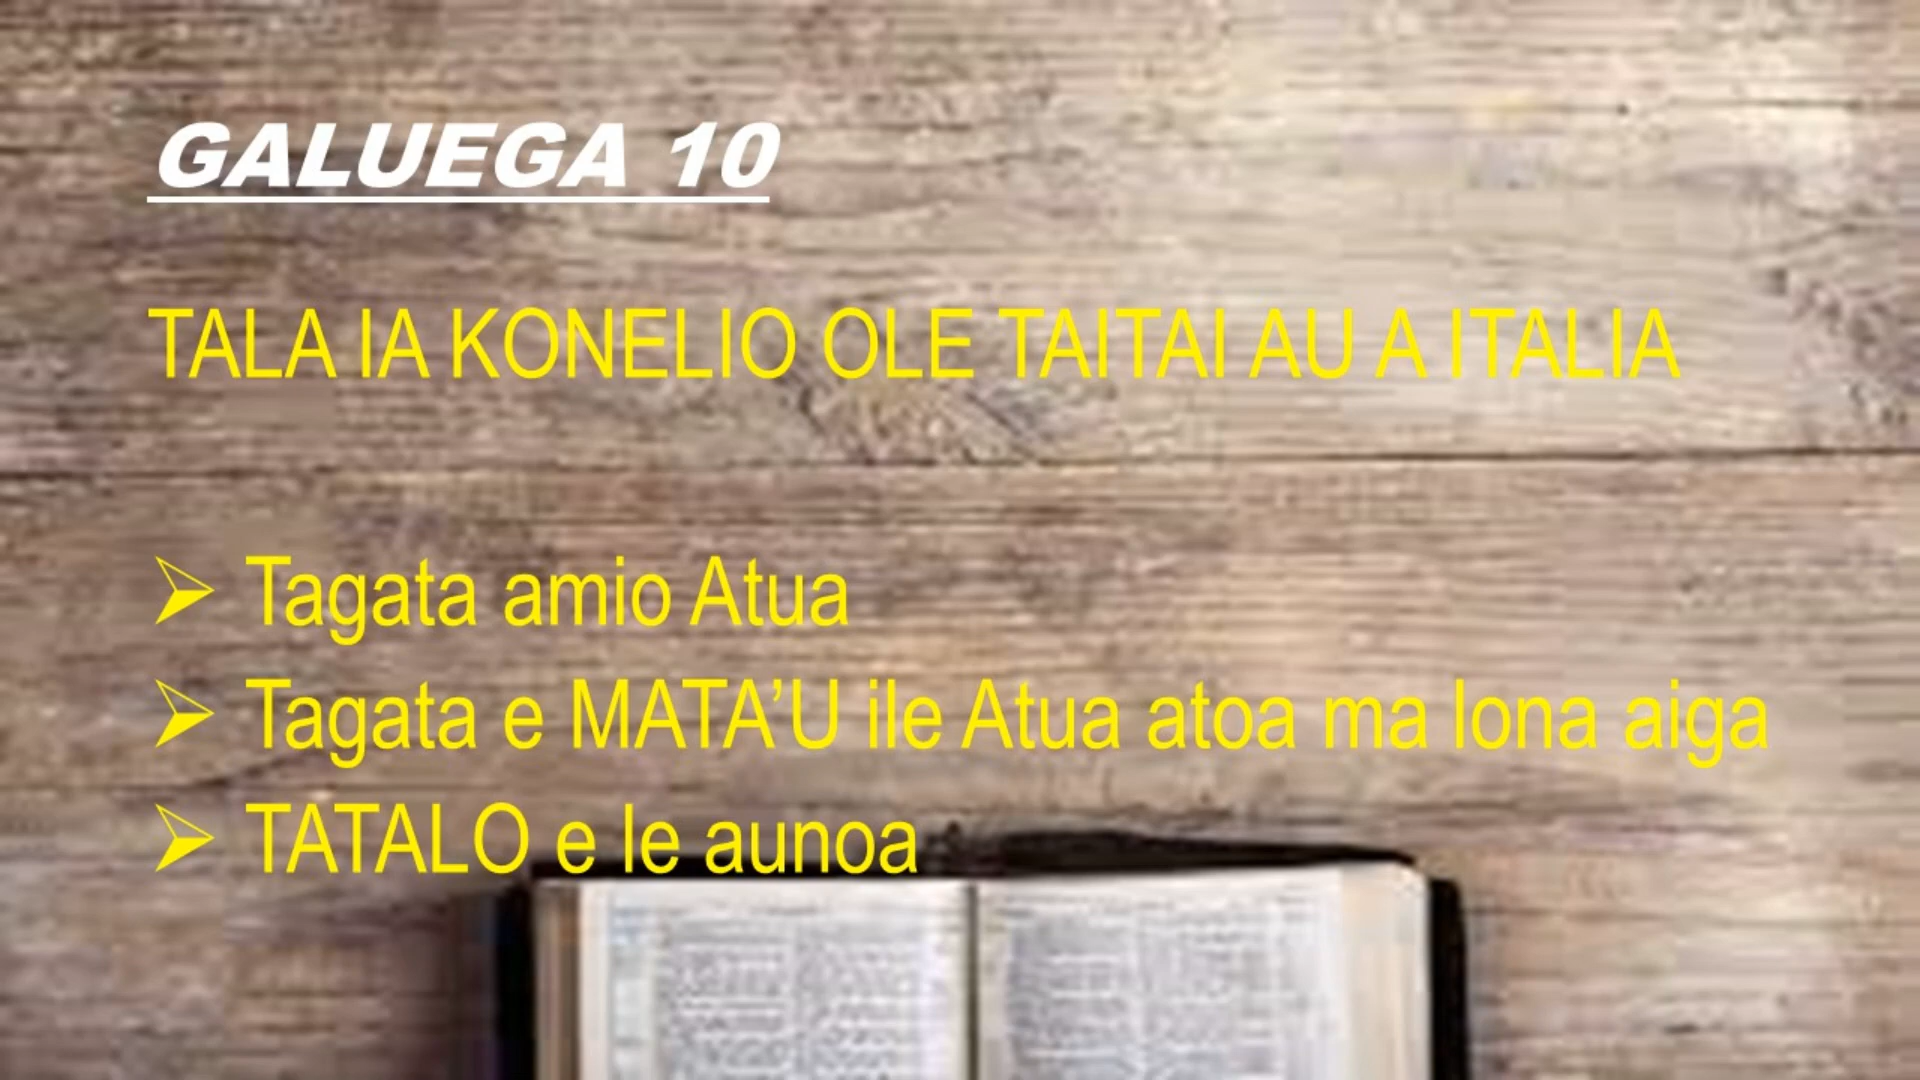 GALUEGA 10
TALA IA KONELIO OLE TAITAI AU A ITALIA
➢ Tagata amio Atua
➢ Tagata e MATA’U ile Atua atoa ma lona aiga
➢ TATALO e le aunoa